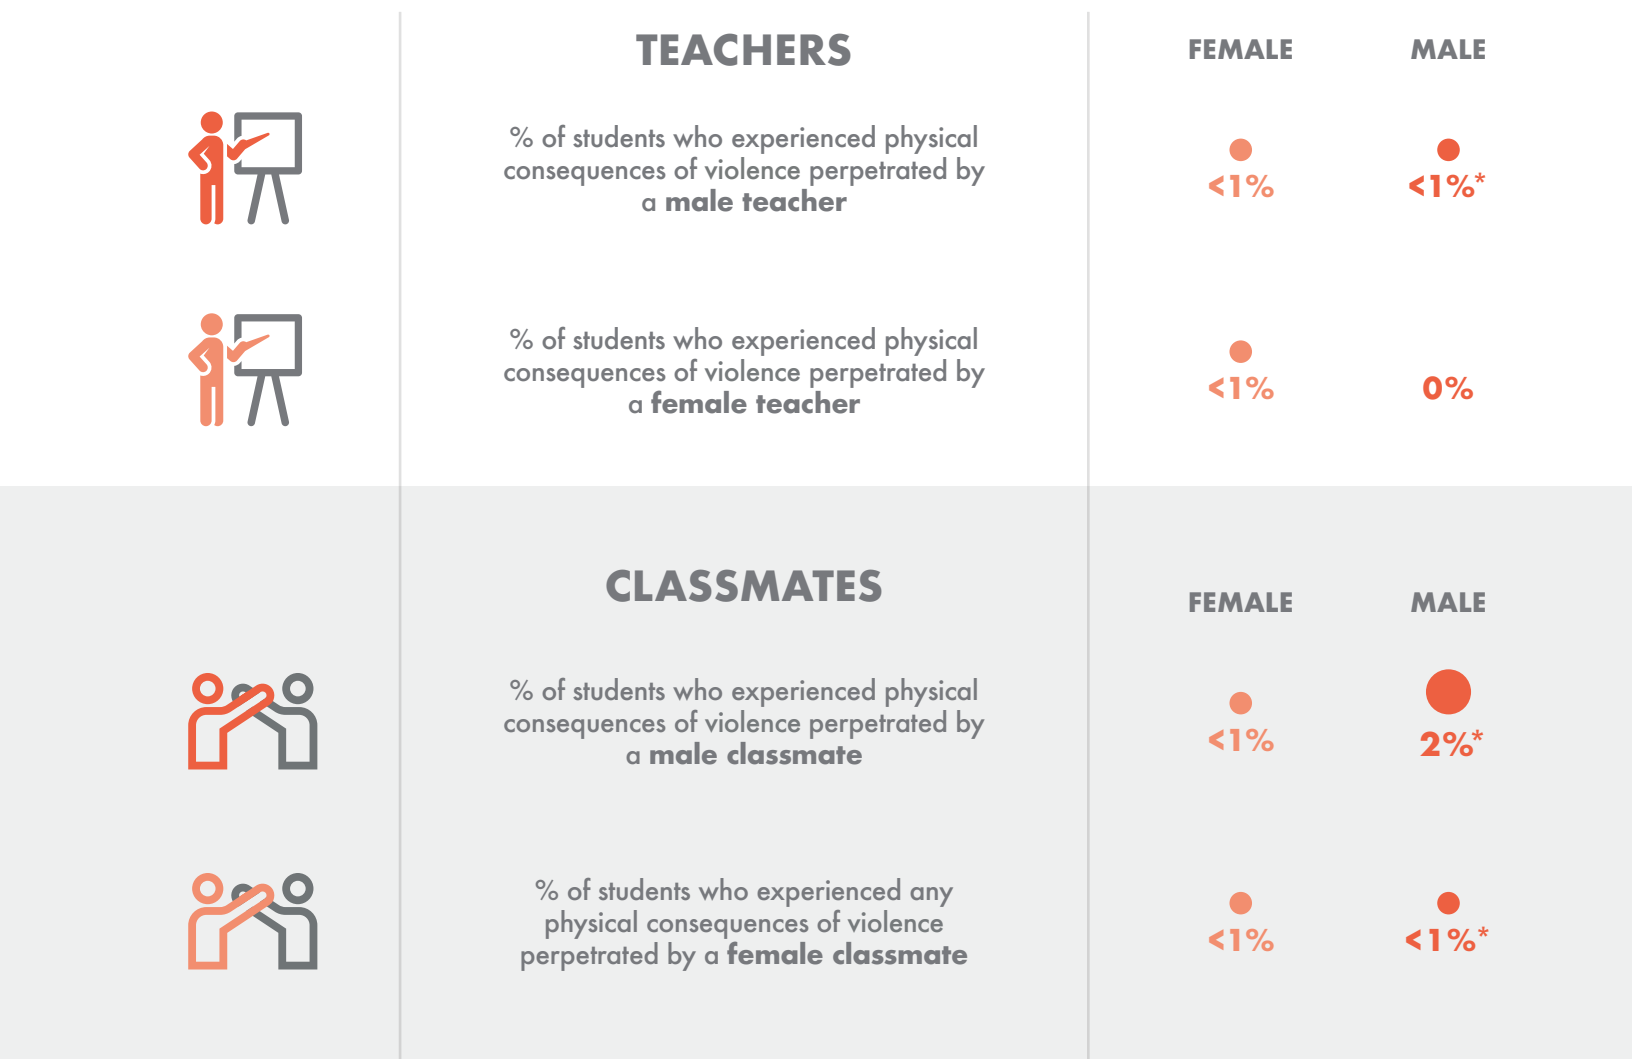 TEACHERS
FEMALE
MALE
% of students who experienced physical
consequences of violence perpetrated by
a male teacher
<1%
<1%*
% of students who experienced physical
consequences of violence perpetrated by
a female teacher
<1%
0%
CLASSMATES
FEMALE
MALE
% of students who experienced physical
consequences of violence perpetrated by
a male classmate
<1%
2%*
% of students who experienced any
physical consequences of violence
perpetrated by a female classmate
<1%
<1%*